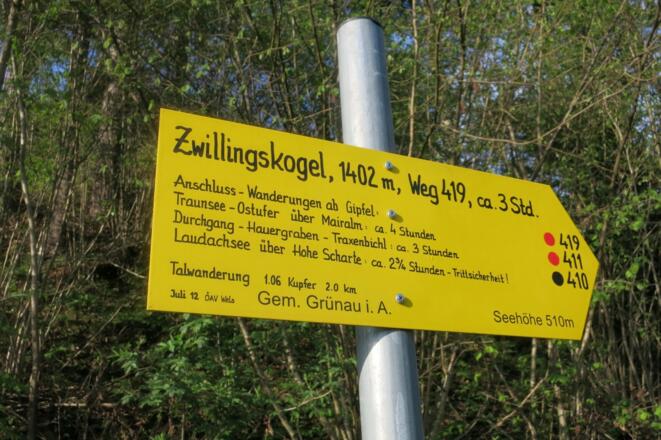 Zwillingskogel, 1402 m, Weg 419, ca. 3 Std.
Anschluss-Wanderungen ab Gipfel:
Traunsee-Ostufer über Mairalm: ca. 4 Stunden
Durchgang-Hauergraben-Traxenbichl: ca. 3 Stunden
Laudachsee über Hohe Scharte: ca. 2¾ Stunden-Trittsicherheit!
419
411
410
Talwanderung 1.06 Kupfer 2.0 km
Juli 12 ÖAV Wels Gem. Grünau i. A.
Seehöhe 510m